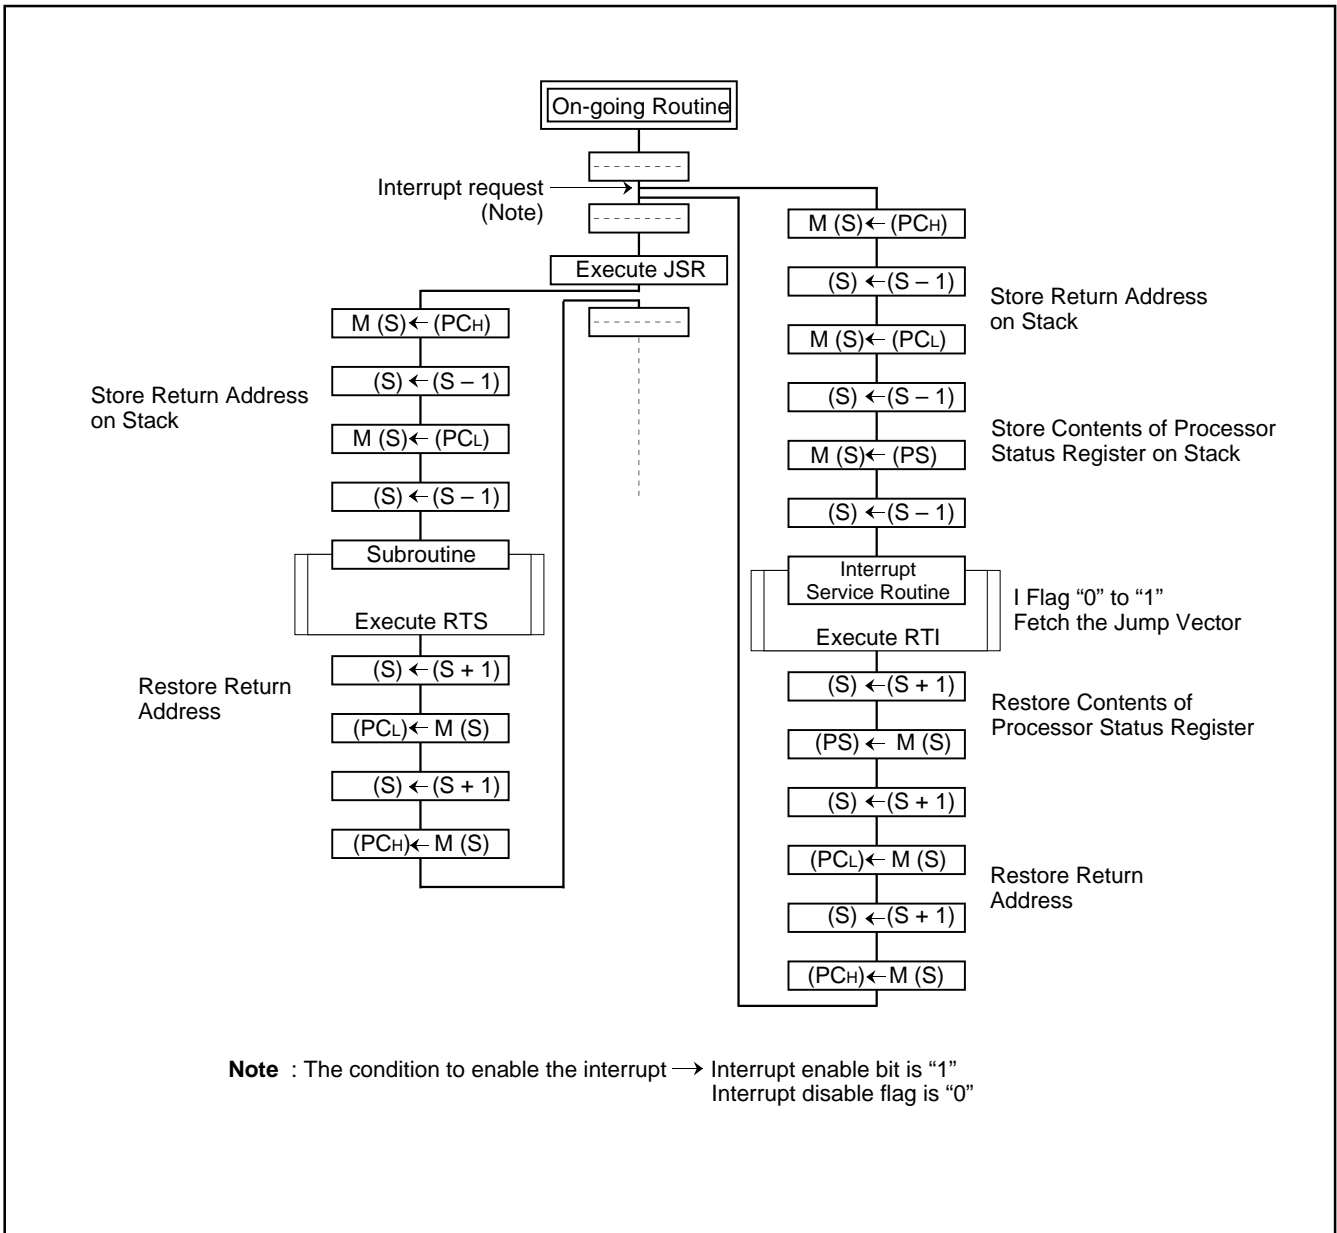 On-going Routine
Interrupt request
(Note)
Execute JSR
M (S) ← (PCH)
(S) ← (S – 1)
M (S) ← (PCL)
(S) ← (S – 1)
Store Return Address
on Stack
Subroutine
Execute RTS
(S) ← (S + 1)
(PCL) ← M (S)
(S) ← (S + 1)
(PCH) ← M (S)
Restore Return
Address
M (S) ← (PCH)
(S) ← (S – 1)
M (S) ← (PCL)
(S) ← (S – 1)
M (S) ← (PS)
(S) ← (S – 1)
Store Return Address
on Stack
Store Contents of Processor
Status Register on Stack
Interrupt
Service Routine
Execute RTI
I Flag “0” to “1”
Fetch the Jump Vector
(S) ← (S + 1)
(PS) ← M (S)
(S) ← (S + 1)
(PCL) ← M (S)
(S) ← (S + 1)
(PCH) ← M (S)
Restore Contents of
Processor Status Register
Restore Return
Address
Note : The condition to enable the interrupt → Interrupt enable bit is “1”
Interrupt disable flag is “0”